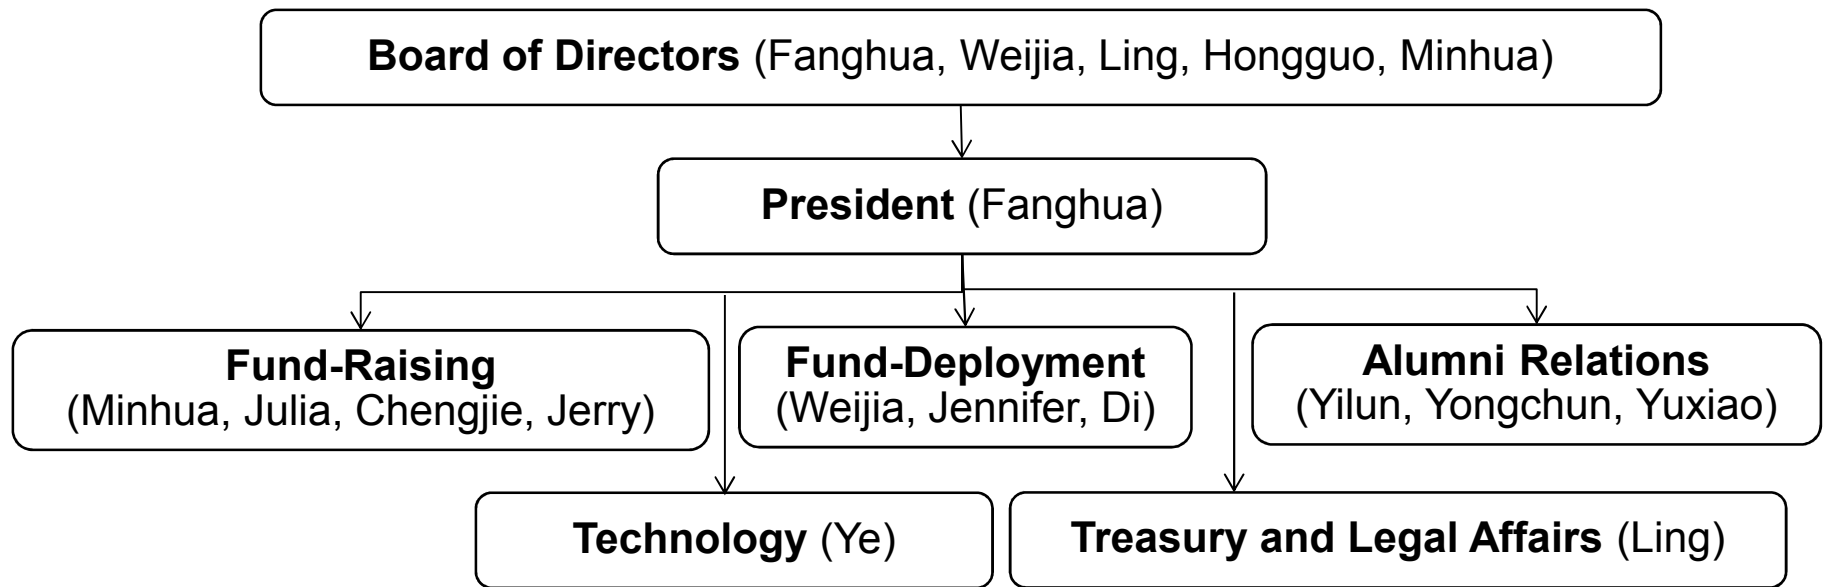 Board of Directors (Fanghua, Weijia, Ling, Hongguo, Minhua)
President (Fanghua)
Fund-Raising
(Minhua, Julia, Chengjie, Jerry)
Fund-Deployment
(Weijia, Jennifer, Di)
Alumni Relations
(Yilun, Yongchun, Yuxiao)
Technology (Ye)
Treasury and Legal Affairs (Ling)